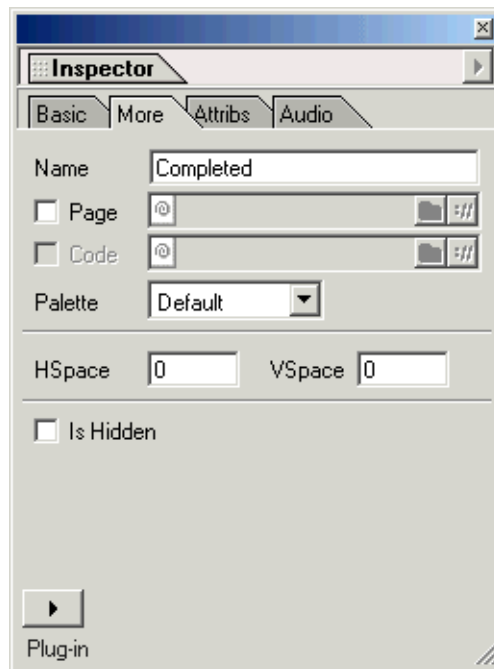 Inspector
Basic More Attribs Audio
Name Completed
Page ://
Code ://
Palette Default
HSpace 0 VSpace 0
Is Hidden
Plug-in